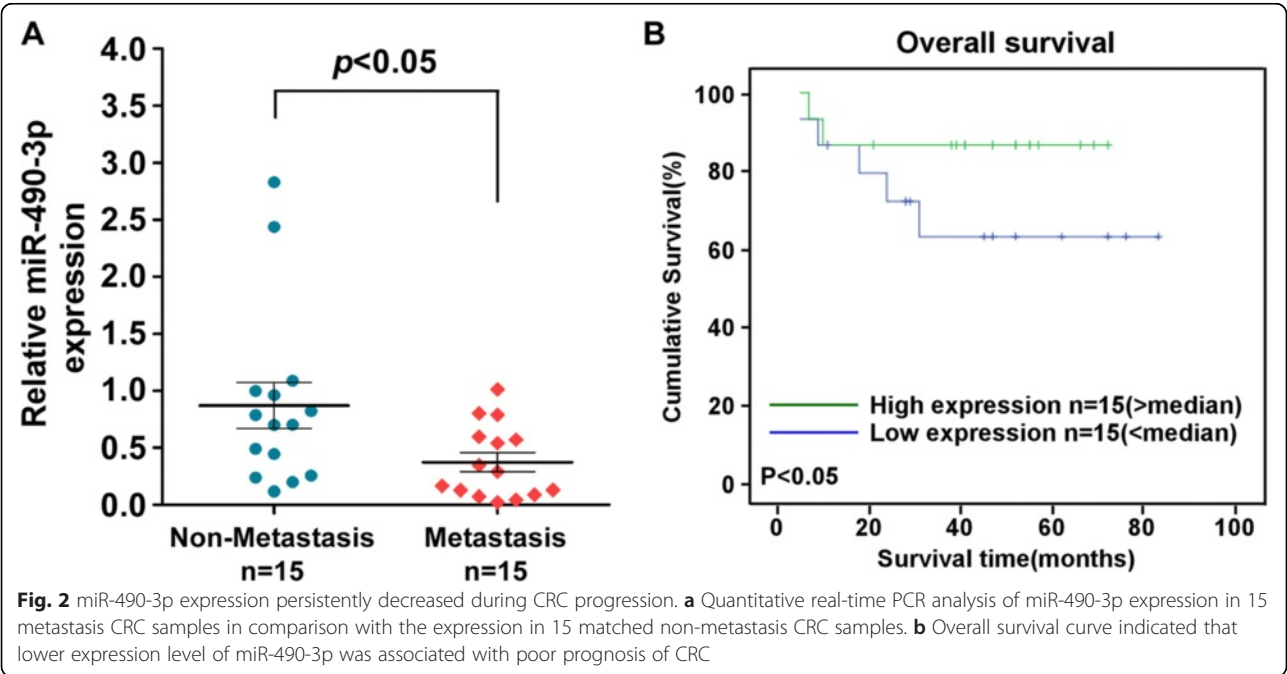 A
p<0.05
Relative miR-490-3p
expression
4.0
3.5
3.0
2.5
2.0
1.5
1.0
0.5
0.0
Non-Metastasis
n=15
Metastasis
n=15
B
Overall survival
Cumulative Survival(%)
100
80
60
40
20
0
High expression n=15(>median)
Low expression n=15(<median)
P<0.05
0 20 40 60 80 100
Survival time(months)
Fig. 2 miR-490-3p expression persistently decreased during CRC progression. a Quantitative real-time PCR analysis of miR-490-3p expression in 15
metastasis CRC samples in comparison with the expression in 15 matched non-metastasis CRC samples. b Overall survival curve indicated that
lower expression level of miR-490-3p was associated with poor prognosis of CRC